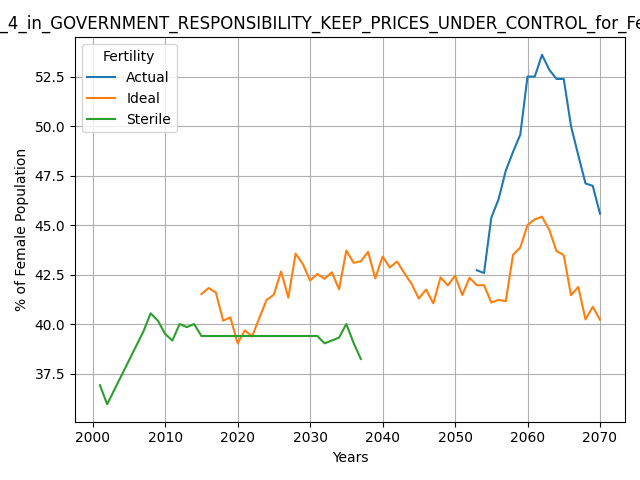 _4_in_GOVERNMENT_RESPONSIBILITY_KEEP_PRICES_UNDER_CONTROL_for_Fe
Fertility
Actual
Ideal
Sterile
% of Female Population
52.5
50.0
47.5
45.0
42.5
40.0
37.5
2000 2010 2020 2030 2040 2050 2060 2070
Years